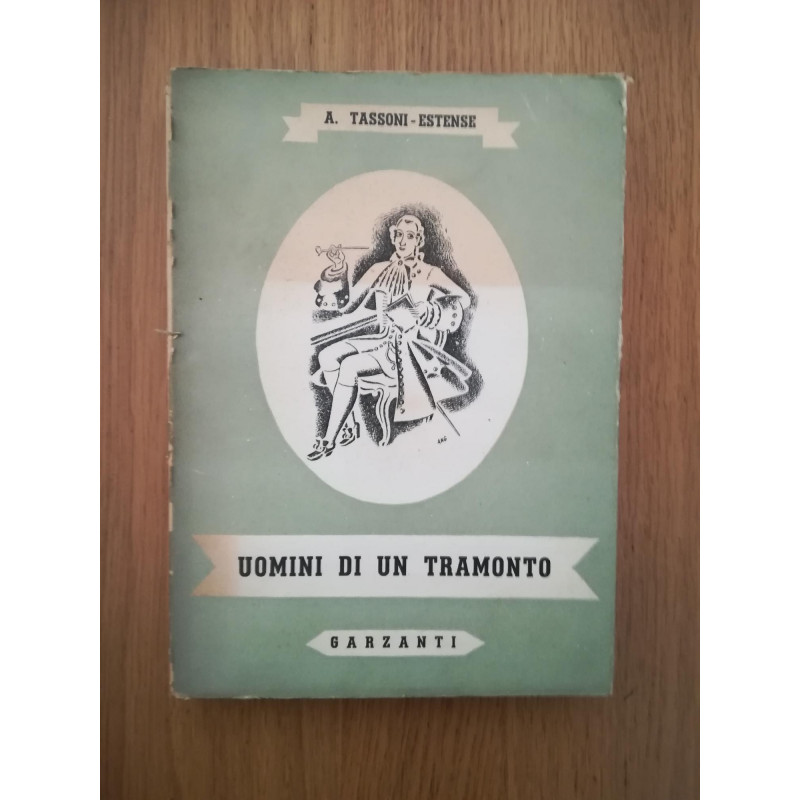 A. TASSONI-ESTENSE
UOMINI DI UN TRAMONTO
GARZANTI